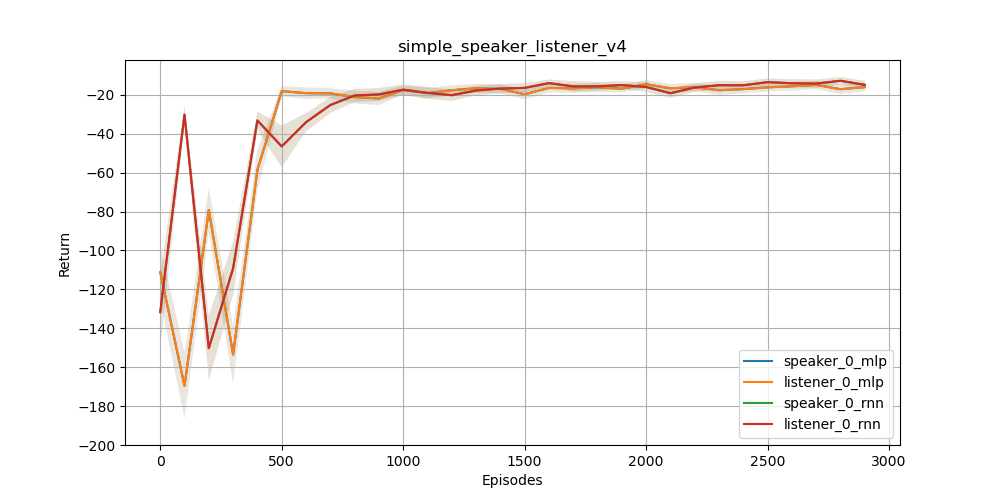 simple_speaker_listener_v4
Return
−20
−40
−60
−80
−100
−120
−140
−160
−180
−200
0
500
1000
1500
2000
2500
3000
Episodes
speaker_0_mlp
listener_0_mlp
speaker_0_rnn
listener_0_rnn